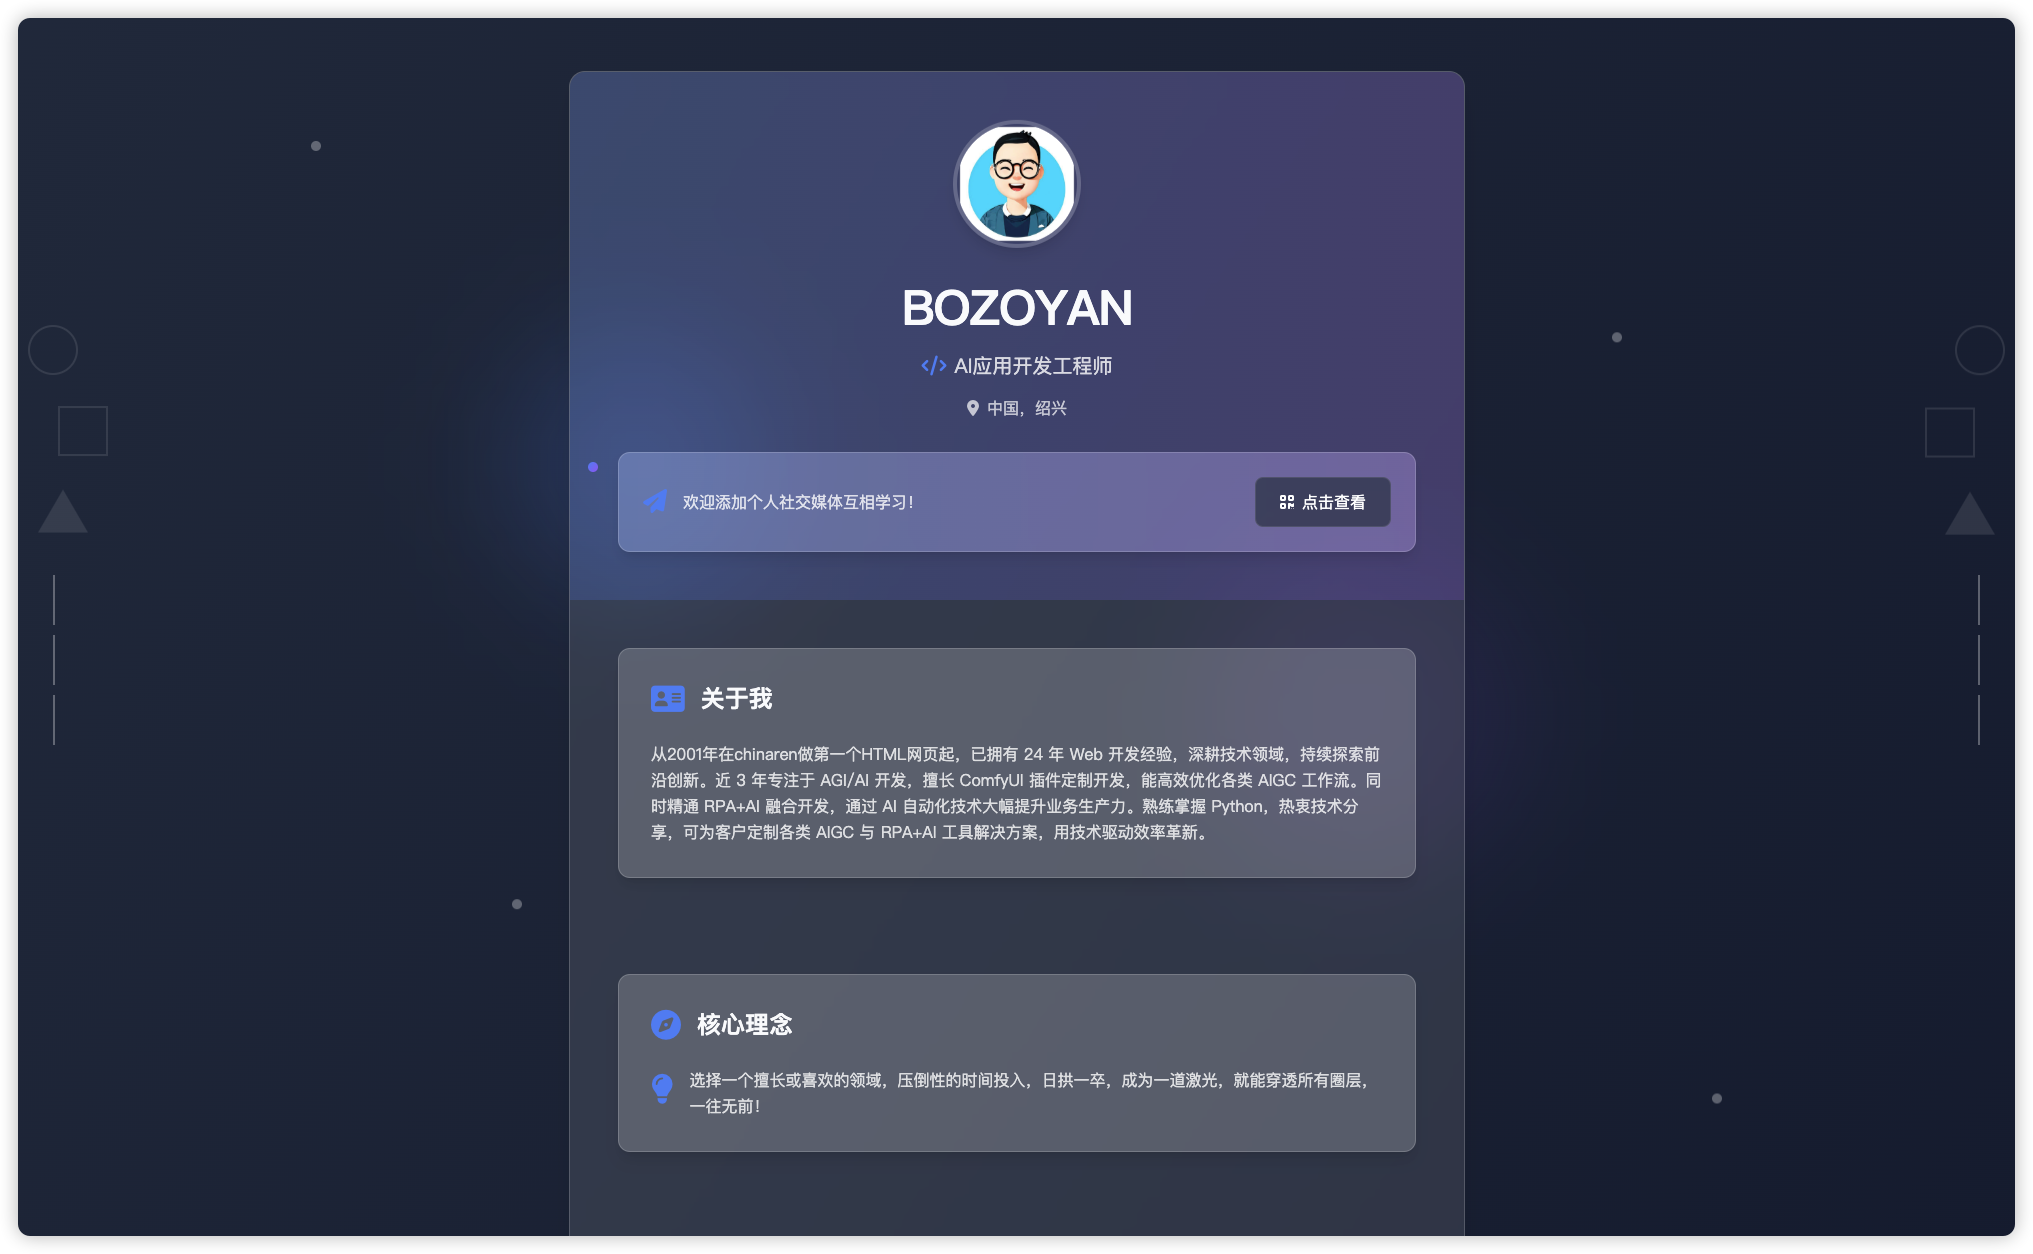 BOZOYAN
AI应用开发工程师
中国，绍兴
欢迎添加个人社交媒体互相学习！
点击查看
关于我
从2001年在chinaren做第一个HTML网页起，已拥有 24 年 Web 开发经验，深耕技术领域，持续探索前
沿创新。近 3 年专注于 AGI/AI 开发，擅长 ComfyUI 插件定制开发，能高效优化各类 AIGC 工作流。同
时精通 RPA+AI 融合开发，通过 AI 自动化技术大幅提升业务生产力。熟练掌握 Python，热衷技术分
享，可为客户定制各类 AIGC 与 RPA+AI 工具解决方案，用技术驱动效率革新。
核心理念
选择一个擅长或喜欢的领域，压倒性的时间投入，日拱一卒，成为一道激光，就能穿透所有圈层，
一往无前！